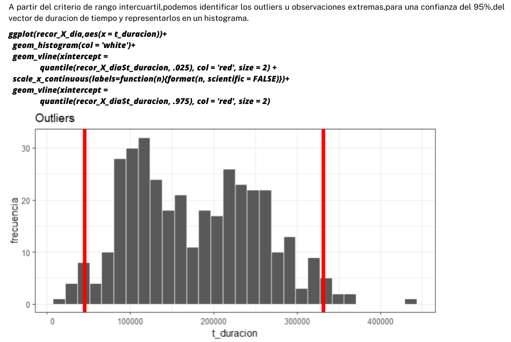 A partir del criterio de rango intercuartil,podemos identificar los outliers u observaciones extremas,para una confianza del 95%,del
vector de duracion de tiempo y representarlos en un histograma.
ggplot(recor_X_dia,aes(x = t_duracion))+
geom_histogram(col = 'white')+
geom_vline(xintercept =
quantile(recor_X_dia$t_duracion, .025), col = 'red', size = 2) +
scale_x_continuous(labels=function(n){format(n, scientific = FALSE)})+
geom_vline(xintercept =
quantile(recor_X_dia$t_duracion, .975), col = 'red', size = 2)
Outliers
frecuencia
30
20
10
0
0 100000 200000 300000 400000
t_duracion